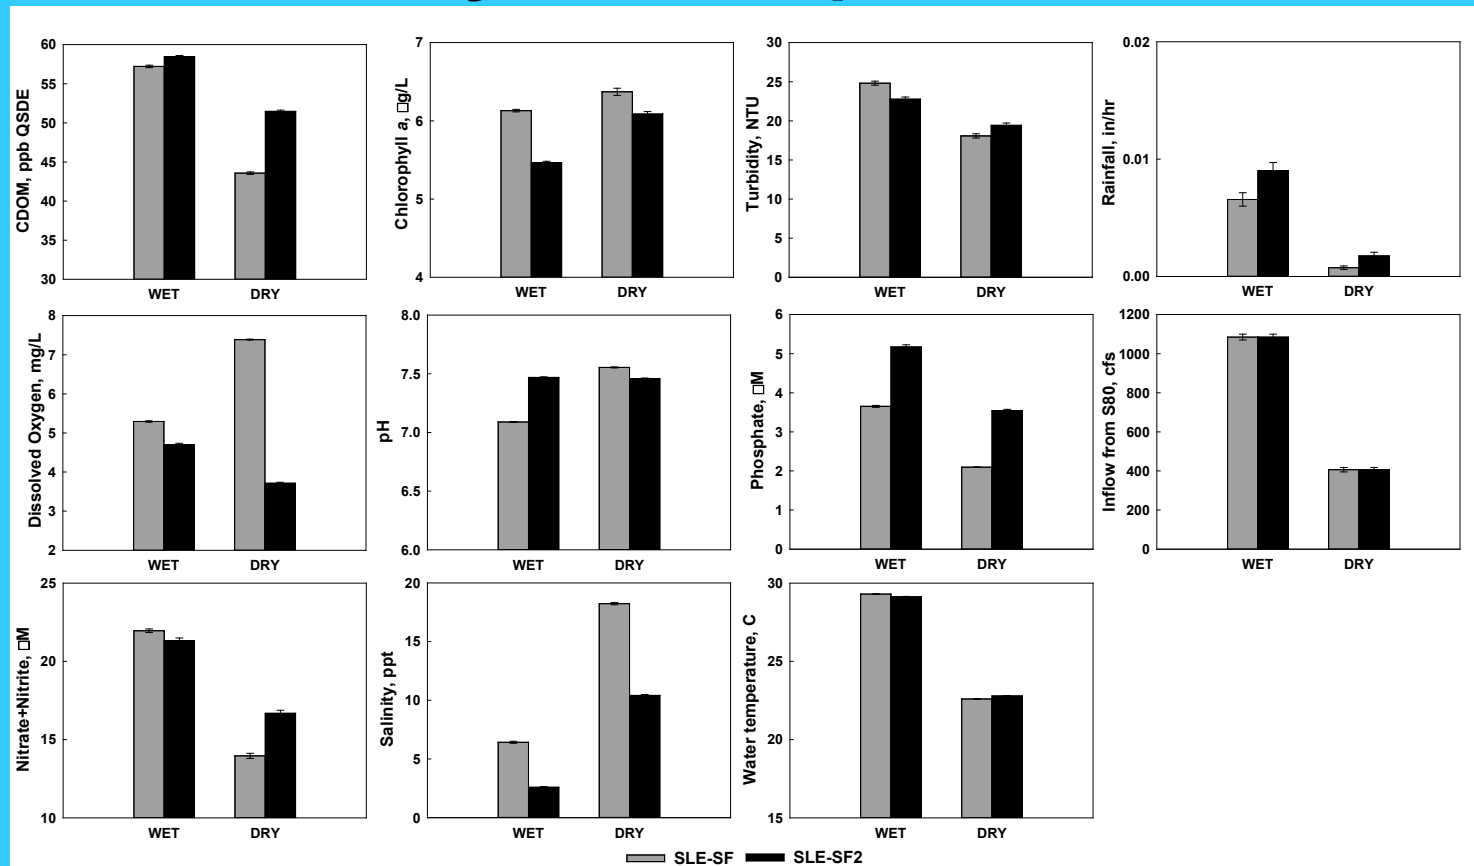 CDOM, ppb QSDE
60
55
50
45
40
35
30
WET DRY
Chlorophyll a, □g/L
7
6
5
4
WET DRY
Turbidity, NTU
30
25
20
15
10
5
0
WET DRY
Rainfall, in/hr
0.02
0.01
0.00
WET DRY
Dissolved Oxygen, mg/L
8
7
6
5
4
3
2
WET DRY
pH
8.0
7.5
7.0
6.5
6.0
WET DRY
Phosphate, □M
6
5
4
3
2
1
0
WET DRY
Inflow from S80, cfs
1200
1000
800
600
400
200
0
WET DRY
Nitrate+Nitrite, □M
25
20
15
10
WET DRY
Salinity, ppt
20
15
10
5
0
WET DRY
Water temperature, C
30
25
20
15
WET DRY
SLE-SF SLE-SF2